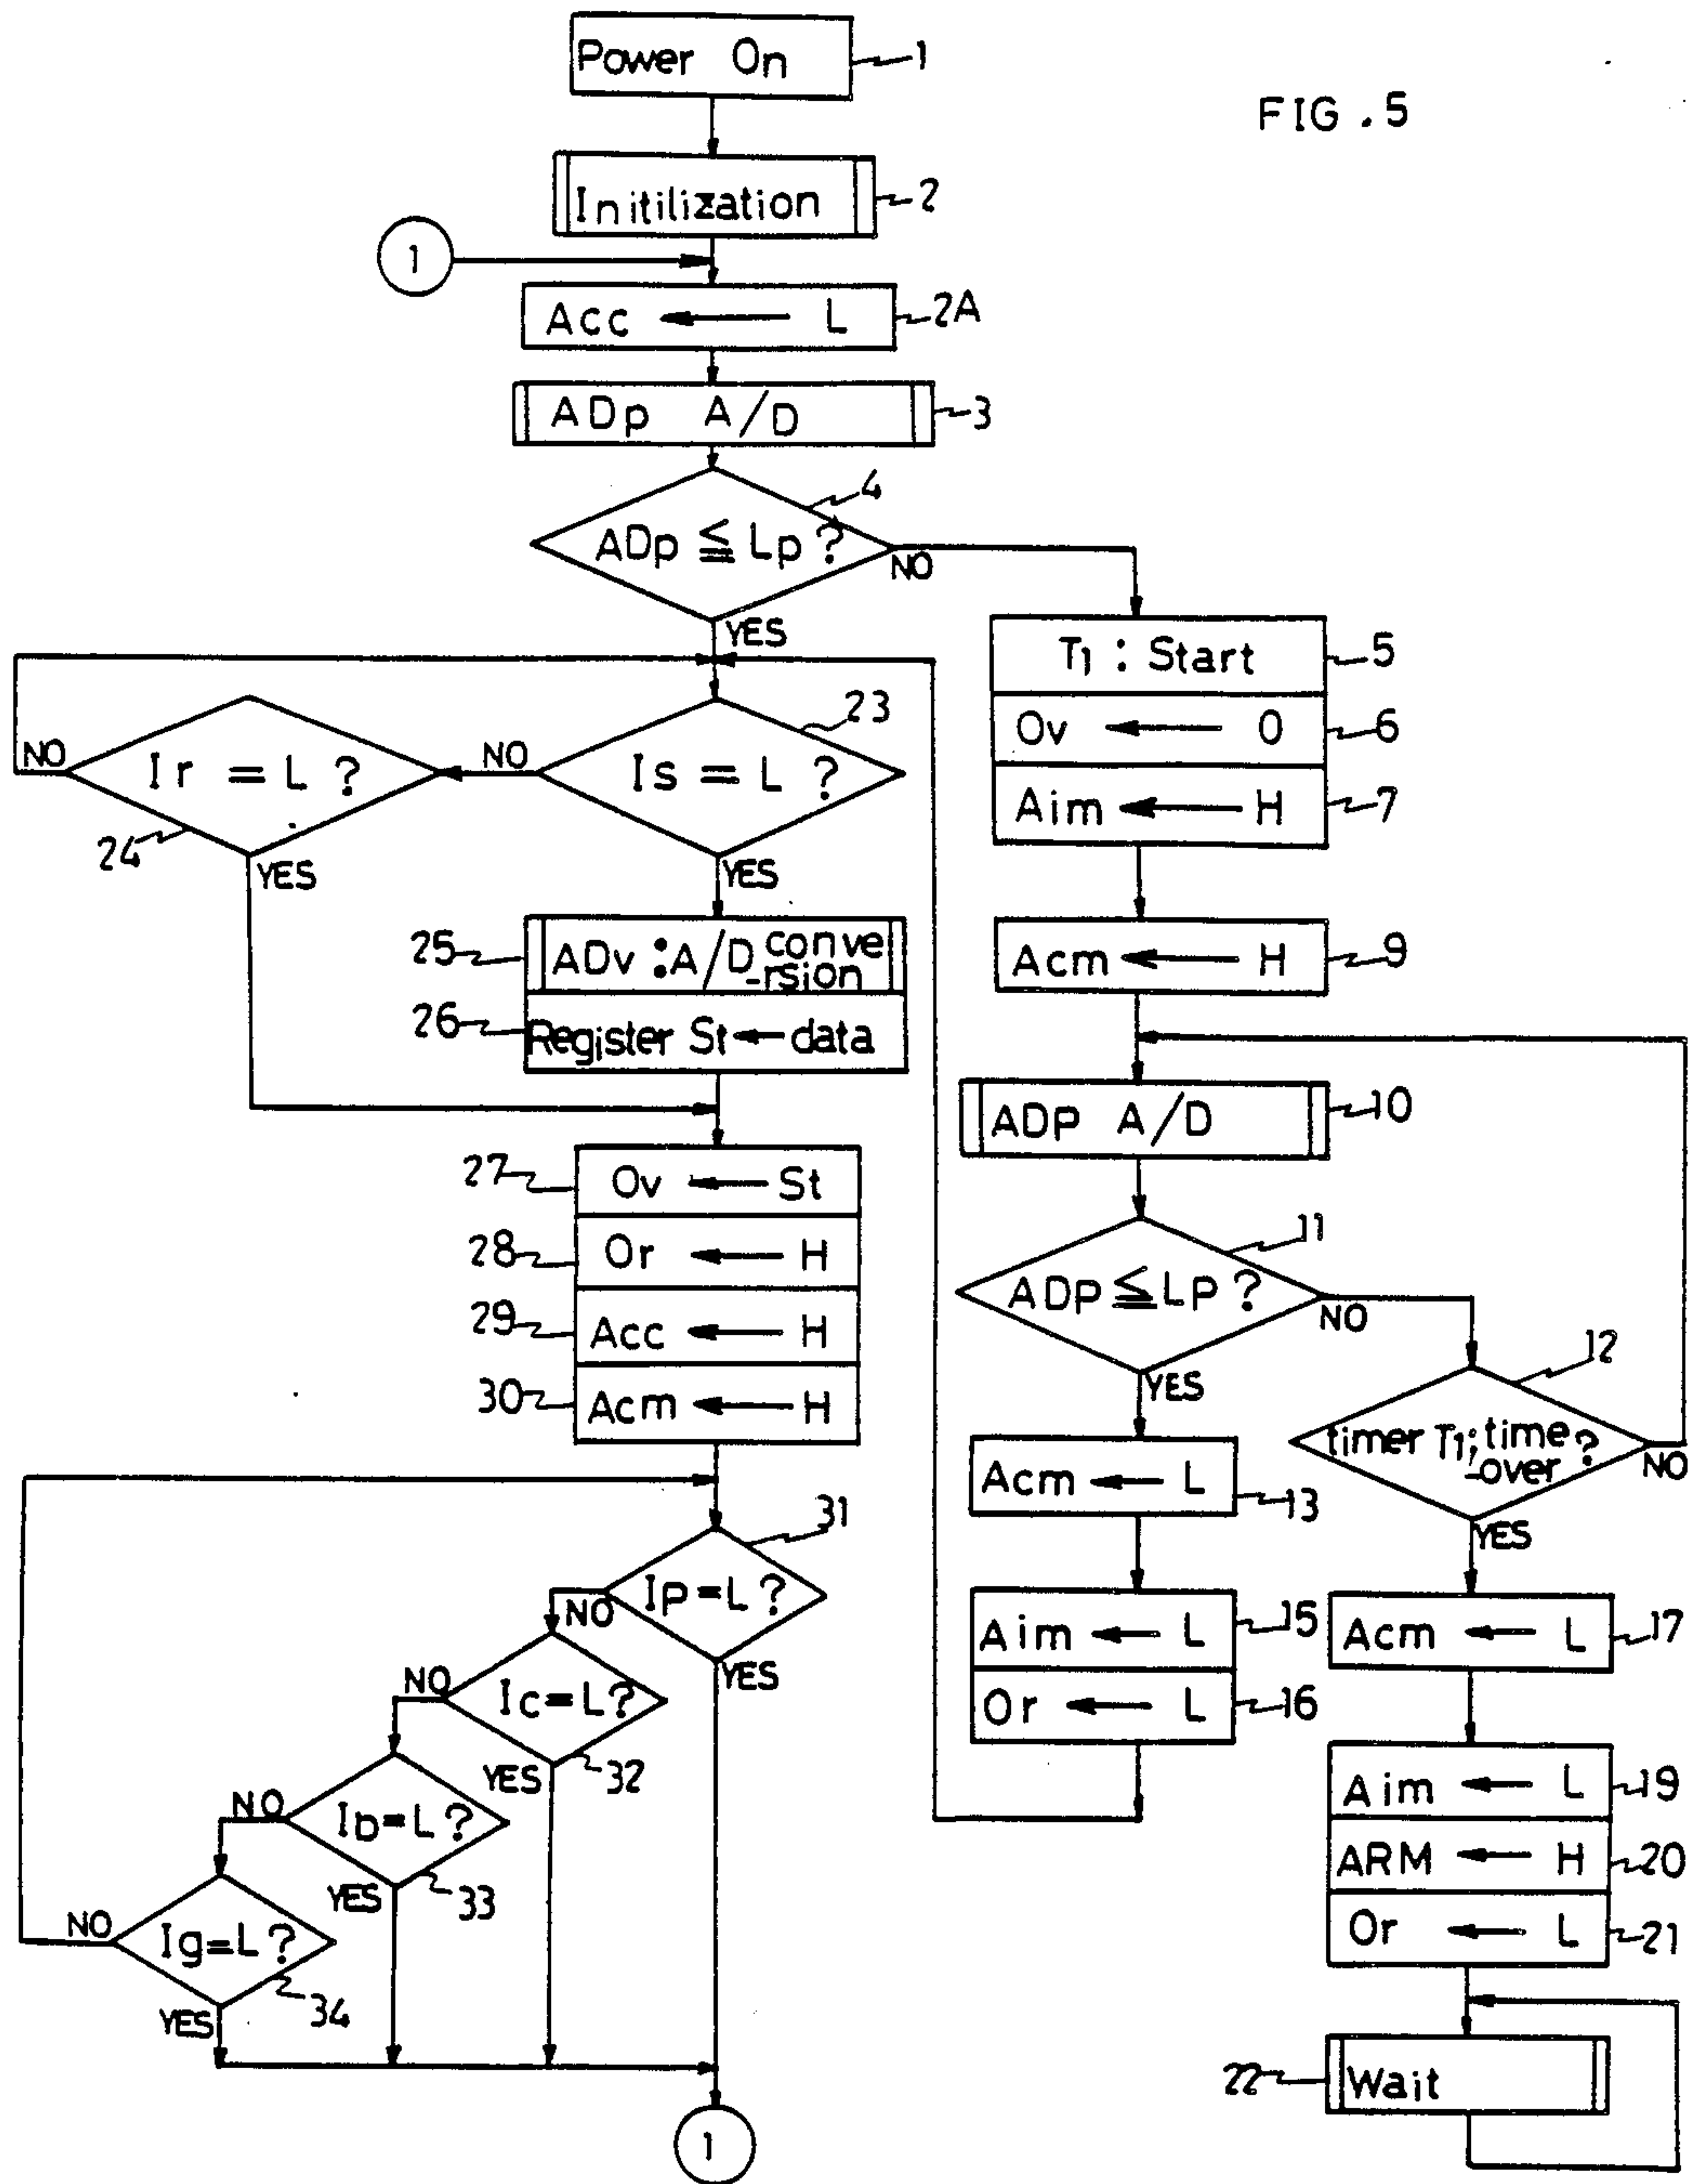 FIG. 5
Power On
1
Initilization
2
1
Acc ← L
2A
ADp A/D
3
4
ADp ≦ Lp ?
NO
YES
T1 : Start
5
Ov ← O
6
Aim ← H
7
Acm ← H
9
23
Is = L ?
NO
YES
Ir = L ?
NO
24
YES
25
ADv : A/D conve
-rsion
26
Register St ← data
27
Ov ← St
28
Or ← H
29
Acc ← H
30
Acm ← H
ADP A/D
10
11
ADp ≦ LP ?
NO
YES
12
timer T1; time
-over ?
NO
YES
Acm ← L
13
Aim ← L
15
Or ← L
16
Acm ← L
17
Aim ← L
19
ARM ← H
20
Or ← L
21
22
Wait
31
Ip = L ?
NO
YES
Ic = L ?
NO
YES
32
Ib = L ?
NO
YES
33
Ig = L ?
NO
YES
34
1